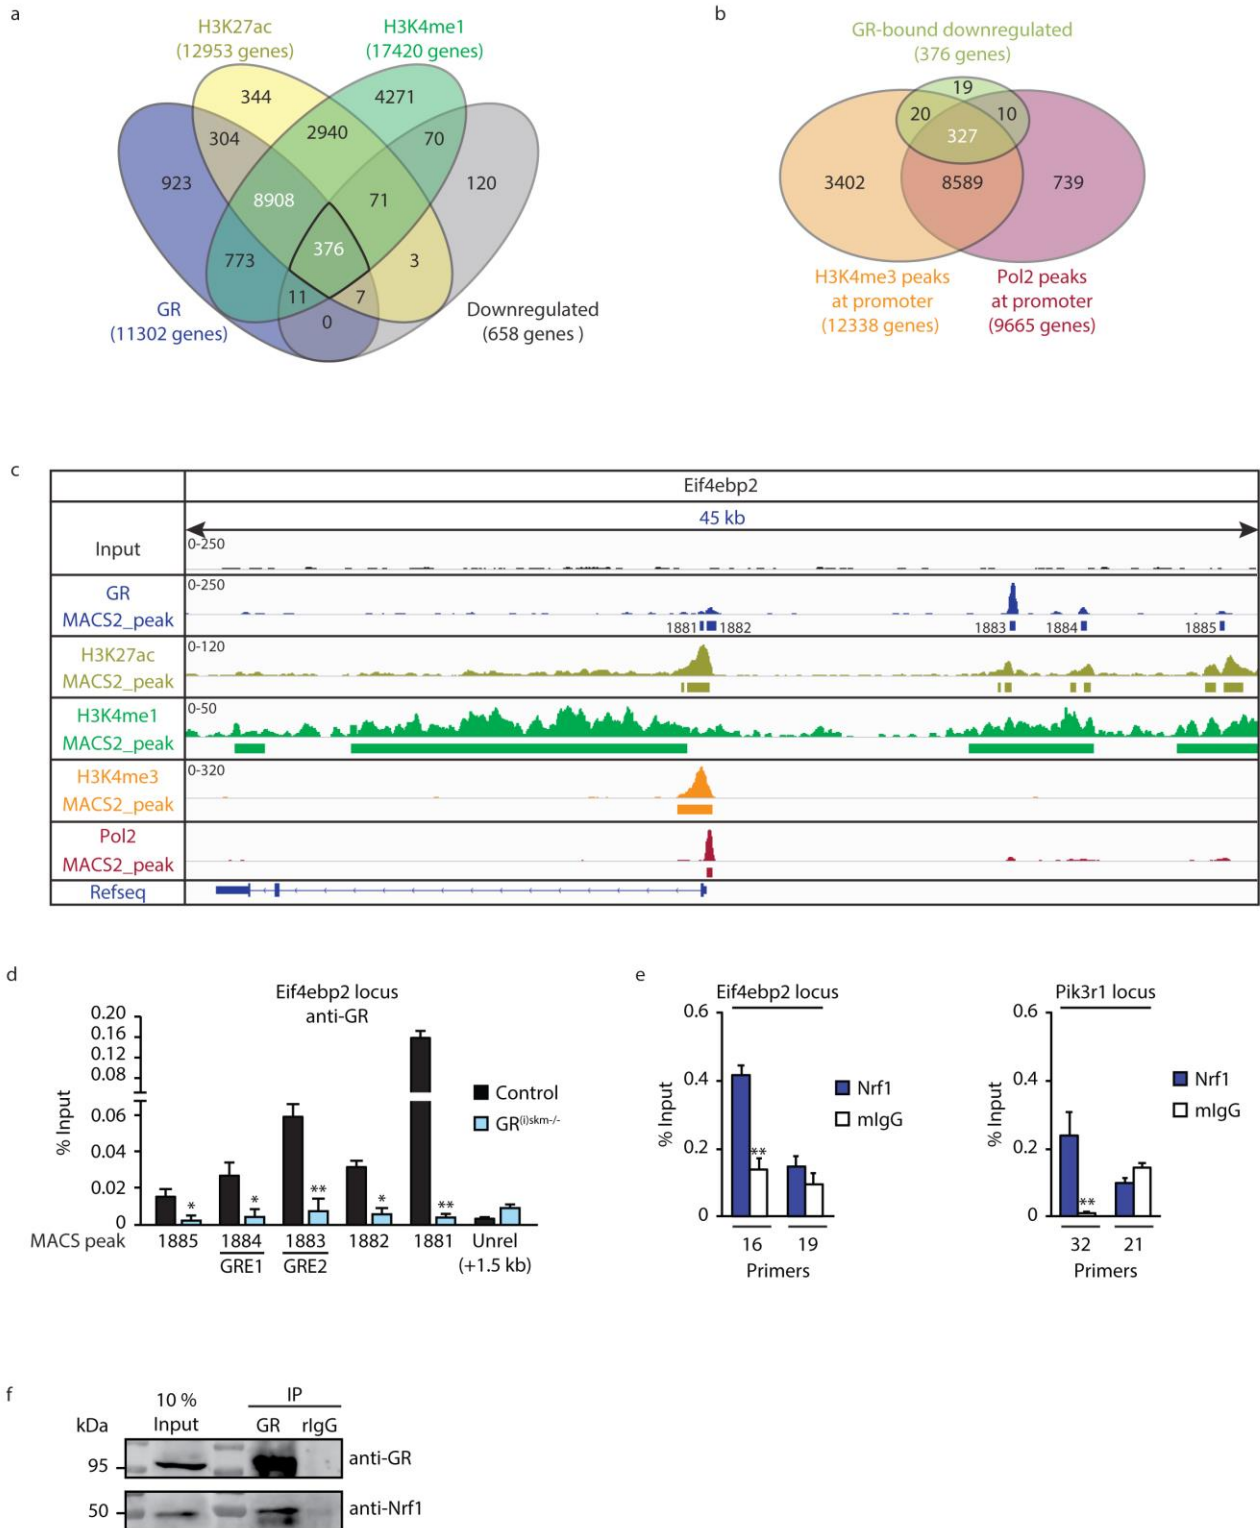 a
H3K27ac
(12953 genes)
H3K4me1
(17420 genes)
344
4271
304
2940
70
923
8908
71
120
376
773
3
11
7
0
GR
(11302 genes)
Downregulated
(658 genes )
b
GR-bound downregulated
(376 genes)
19
20
10
327
3402
8589
739
H3K4me3 peaks
at promoter
(12338 genes)
Pol2 peaks
at promoter
(9665 genes)
c
Eif4ebp2
45 kb
Input
0-250
GR
MACS2_peak
0-250
1881
1882
1883
1884
1885
H3K27ac
MACS2_peak
0-120
H3K4me1
MACS2_peak
0-50
H3K4me3
MACS2_peak
0-320
Pol2
MACS2_peak
Refseq
d
Eif4ebp2 locus
anti-GR
% Input
0.20
0.16
0.12
0.08
0.06
0.04
0.02
0
Control
GR(i)skm-/-
*
*
**
*
**
MACS peak
1885
1884
1883
1882
1881
Unrel
GRE1
GRE2
(+1.5 kb)
e
Eif4ebp2 locus
% Input
0.6
0.4
0.2
0
**
Nrf1
mIgG
16
19
Primers
Pik3r1 locus
% Input
0.6
0.4
0.2
0
**
Nrf1
mIgG
32
21
Primers
f
10 %
Input
IP
kDa
GR
rIgG
95
anti-GR
50
anti-Nrf1